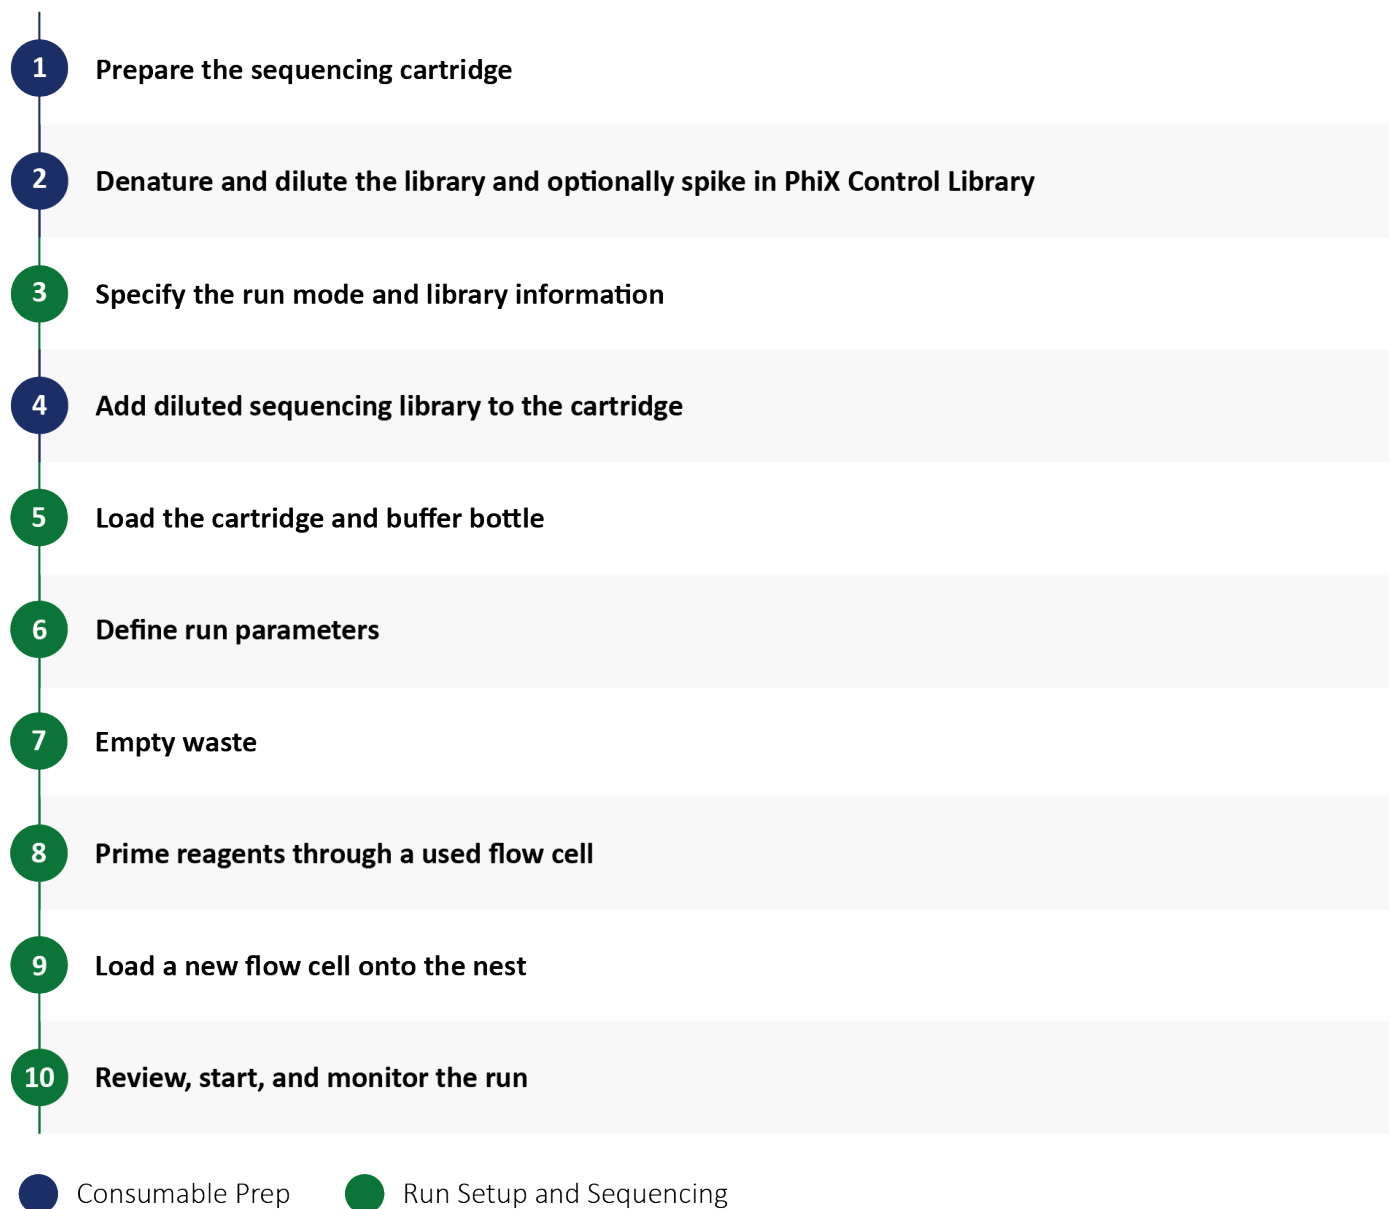 1 Prepare the sequencing cartridge
2 Denature and dilute the library and optionally spike in PhiX Control Library
3 Specify the run mode and library information
4 Add diluted sequencing library to the cartridge
5 Load the cartridge and buffer bottle
6 Define run parameters
7 Empty waste
8 Prime reagents through a used flow cell
9 Load a new flow cell onto the nest
10 Review, start, and monitor the run
Consumable Prep Run Setup and Sequencing